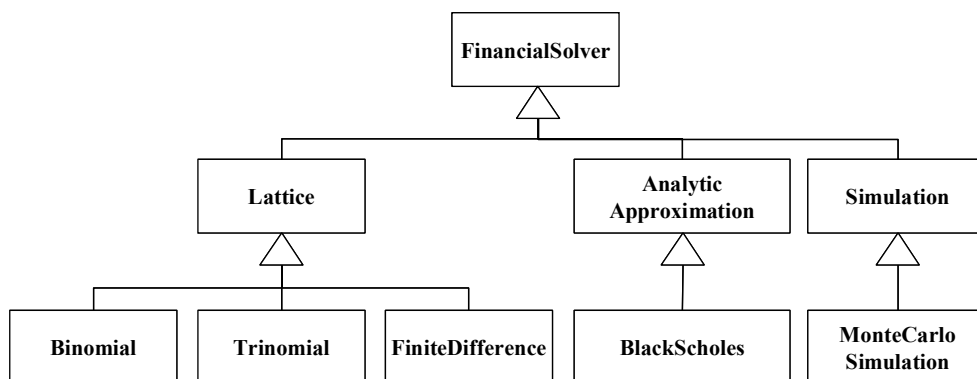 FinancialSolver
Lattice
Analytic
Approximation
Simulation
Binomial
Trinomial
FiniteDifference
BlackScholes
MonteCarlo
Simulation